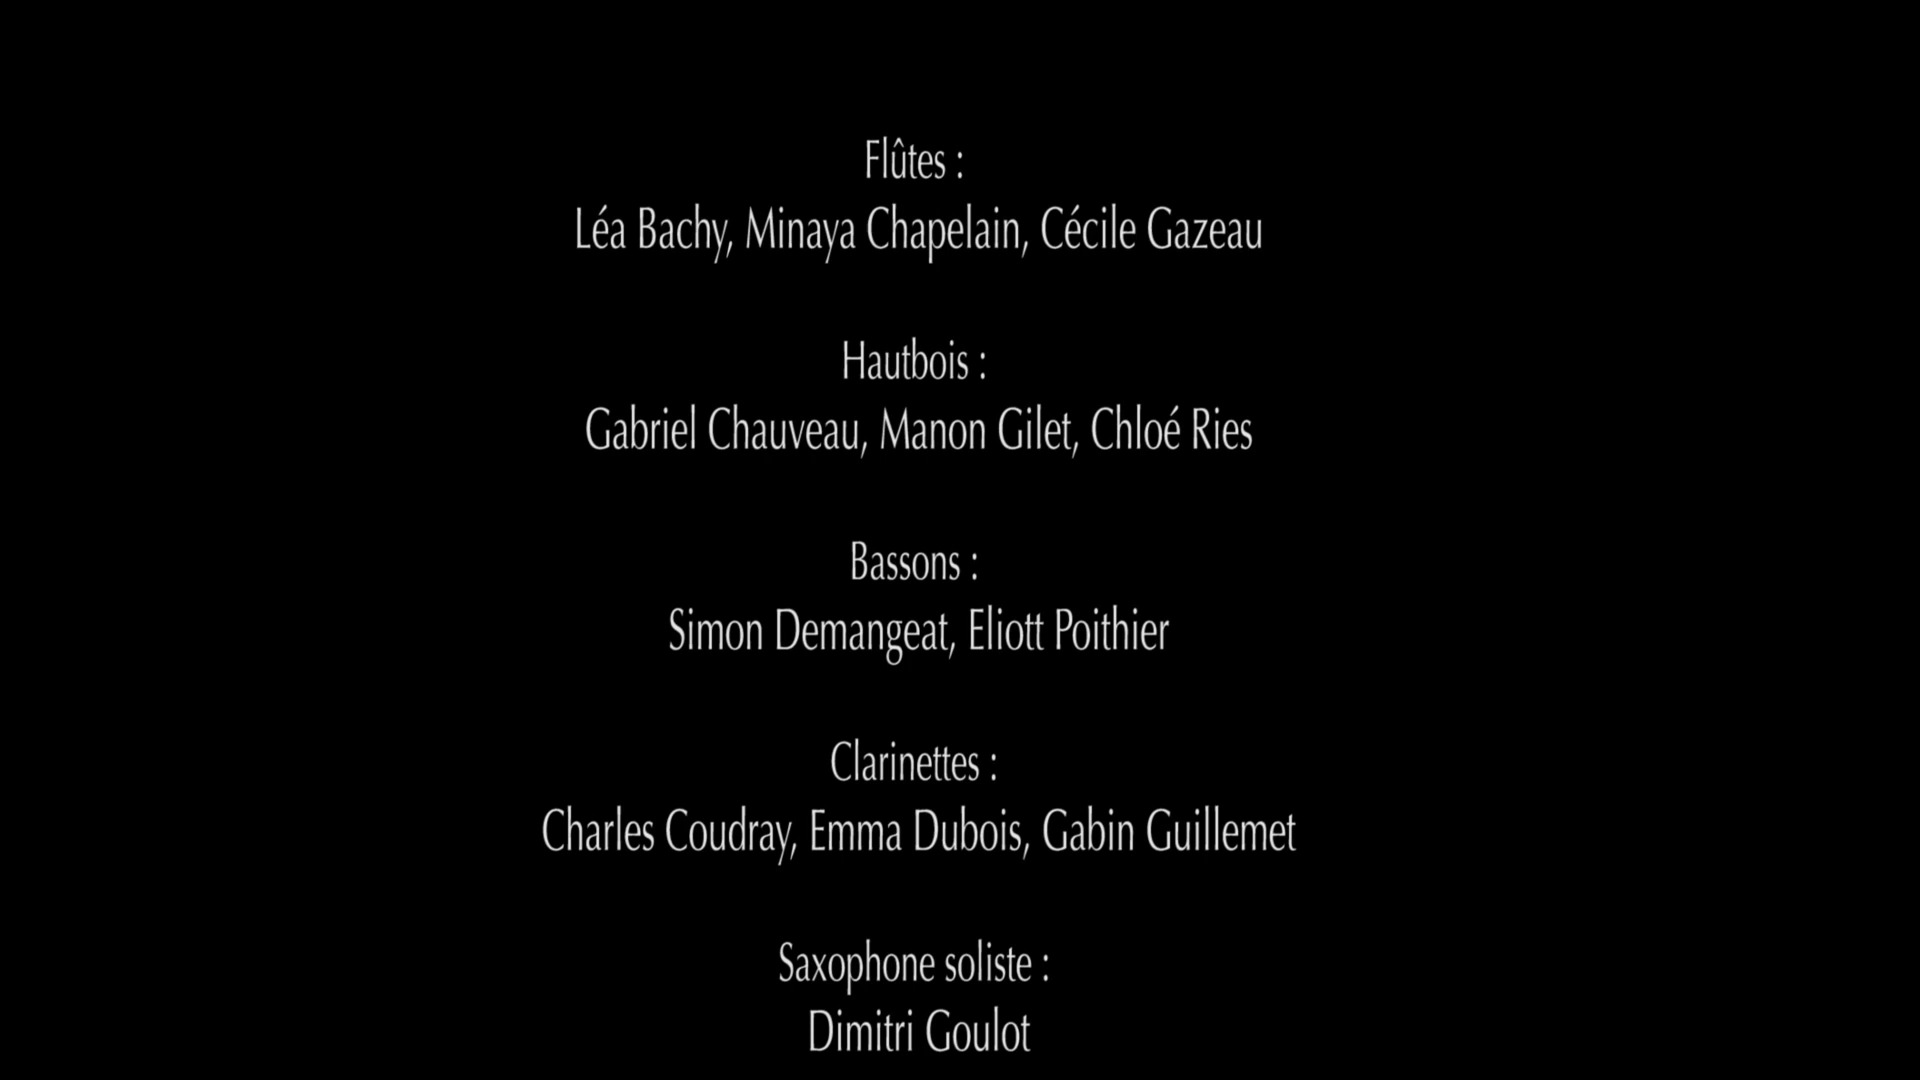 Flûtes :
Léa Bachy, Minaya Chapelain, Cécile Gazeau
Hautbois :
Gabriel Chauveau, Manon Gilet, Chloé Ries
Bassons :
Simon Demangeat, Eliott Poithier
Clarinettes :
Charles Coudray, Emma Dubois, Gabin Guillemet
Saxophone soliste :
Dimitri Goulot